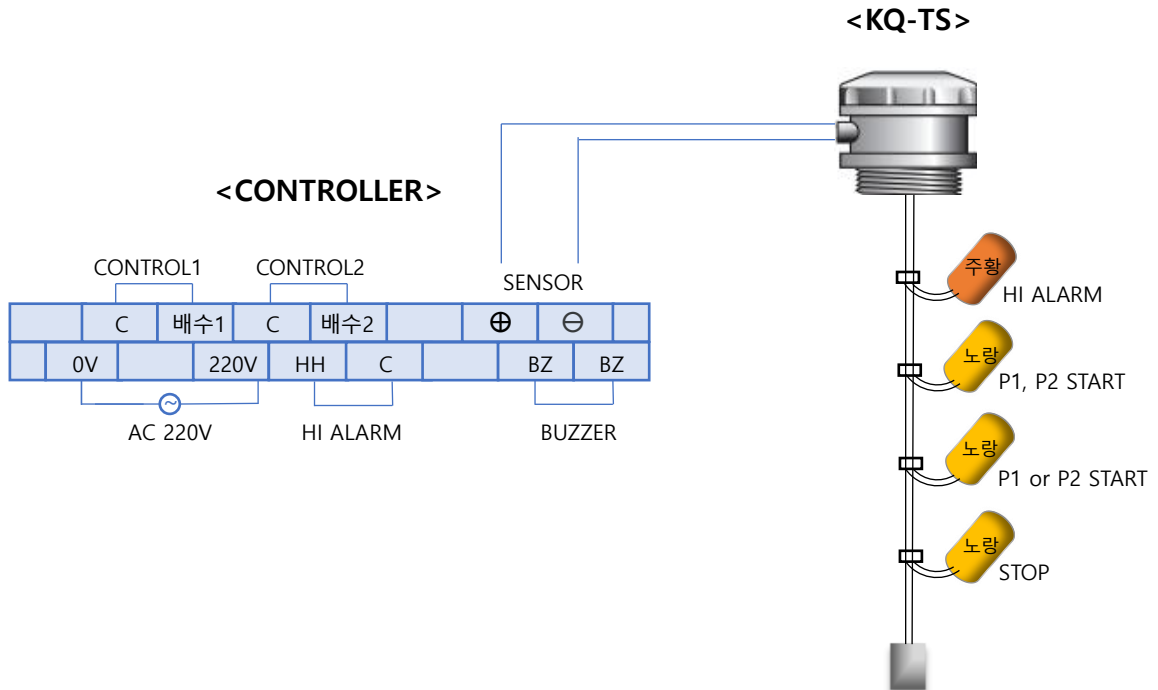 <KQ-TS>
<CONTROLLER>
CONTROL1 CONTROL2 SENSOR
C 배수1 C 배수2 ⊕ ⊖
0V 220V HH C BZ BZ
AC 220V HI ALARM BUZZER
주황
HI ALARM
노랑
P1, P2 START
노랑
P1 or P2 START
노랑
STOP